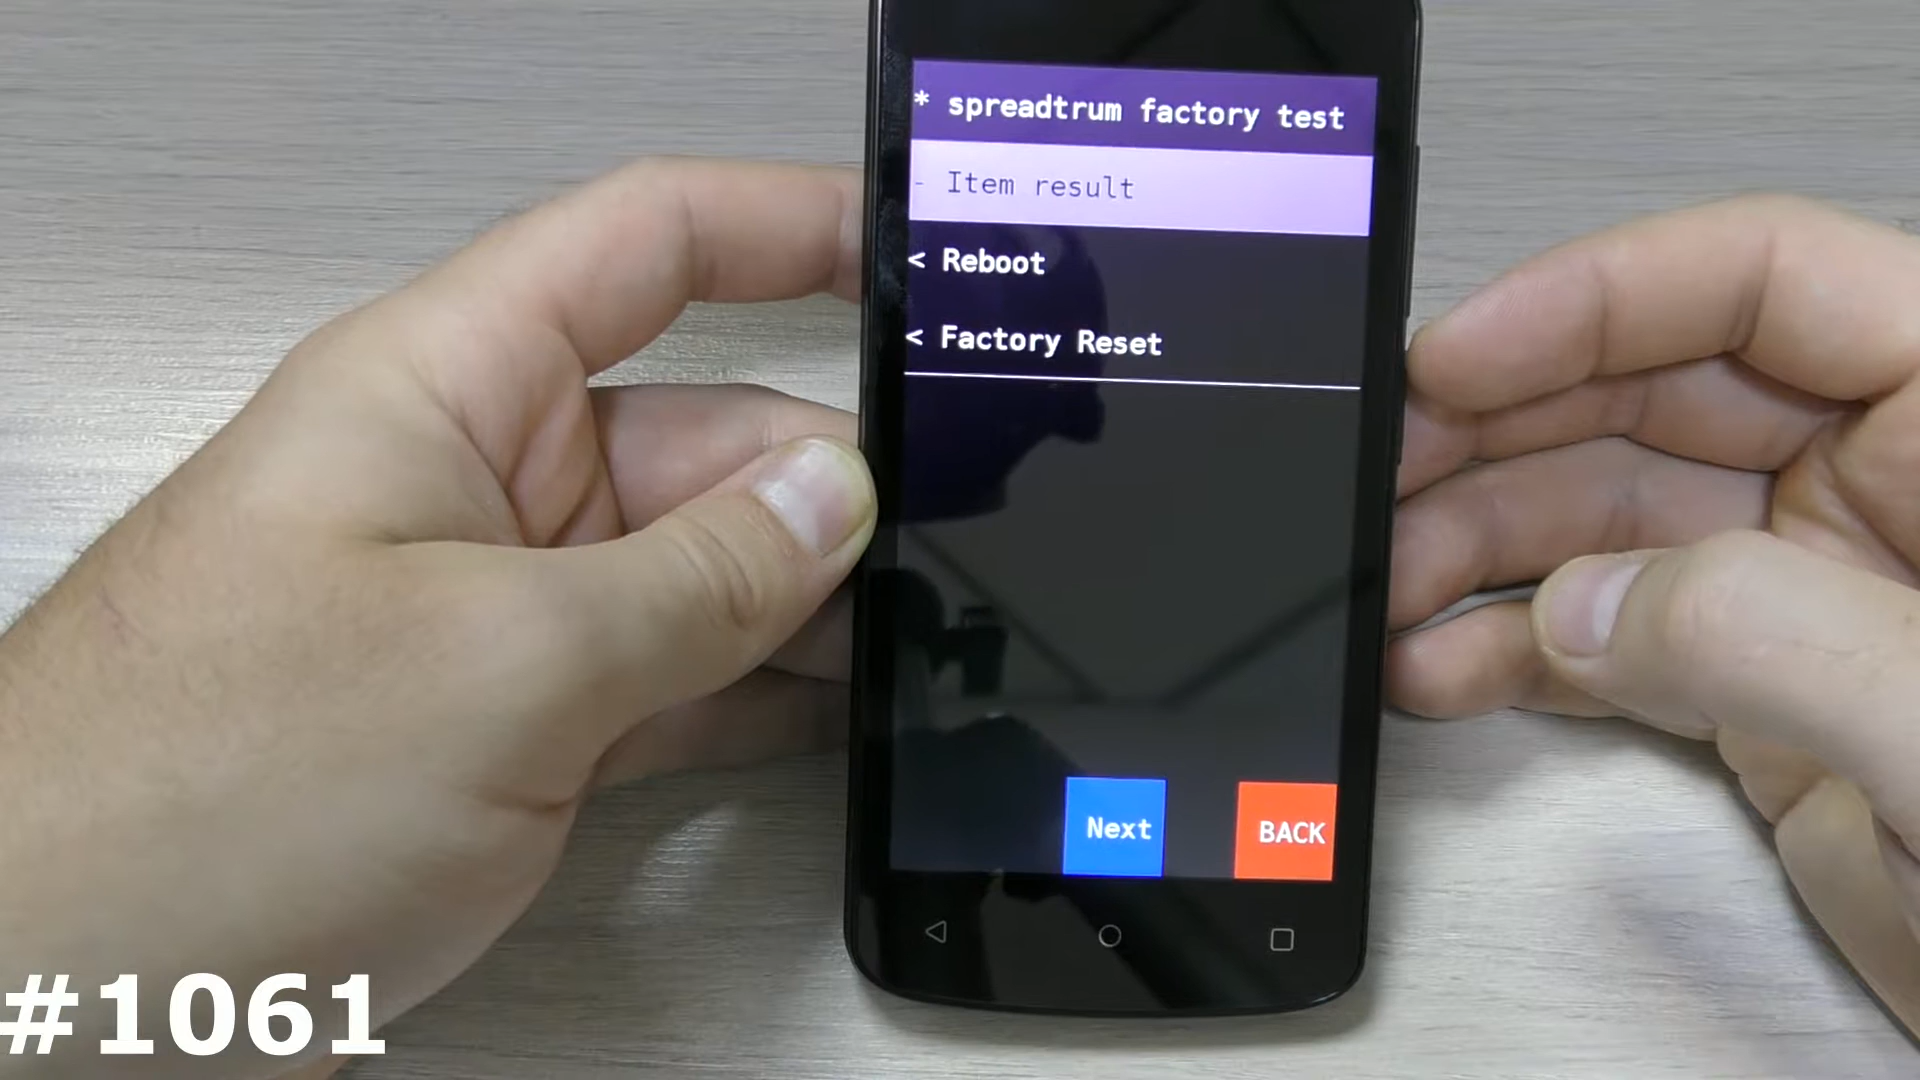 * spreadtrum factory test
- Item result
< Reboot
< Factory Reset
Next
BACK
#1061